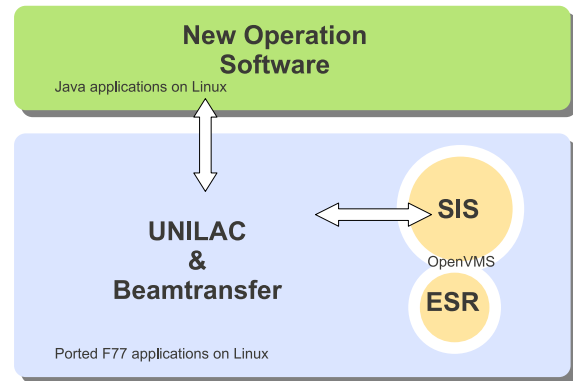 New Operation
Software
Java applications on Linux
UNILAC
&
Beamtransfer
SIS
OpenVMS
ESR
Ported F77 applications on Linux